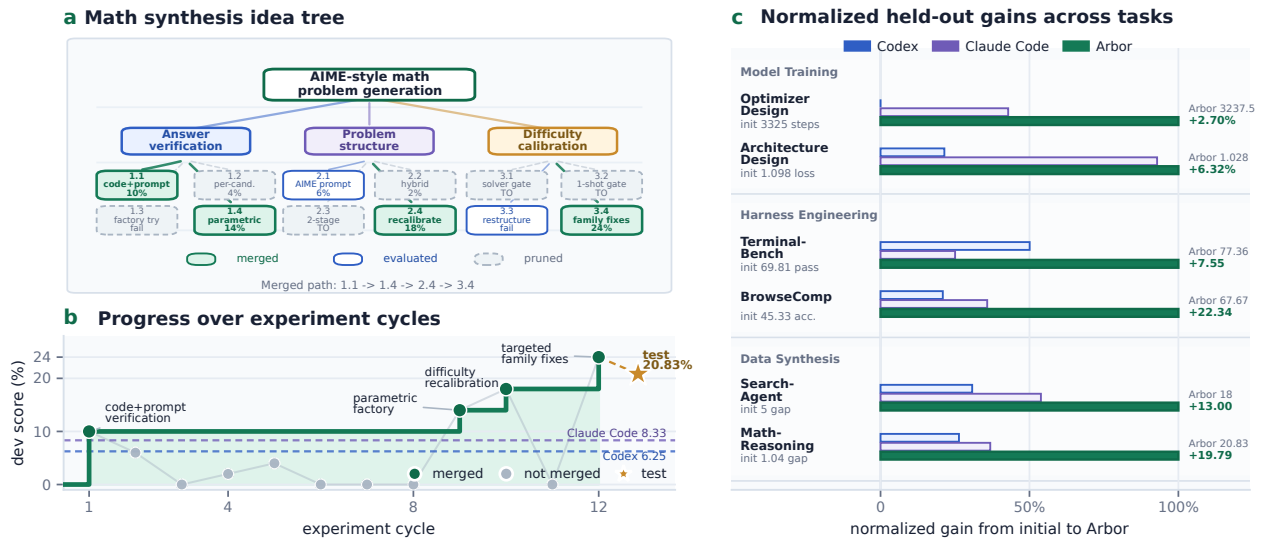 a Math synthesis idea tree
AIME-style math
problem generation
Answer
verification
Problem
structure
Difficulty
calibration
1.1
code+prompt
10%
1.2
per-cand.
4%
2.1
AIME prompt
6%
2.2
hybrid
2%
3.1
solver gate
TO
3.2
1-shot gate
TO
1.3
factory try
fail
1.4
parametric
14%
2.3
2-stage
TO
2.4
recalibrate
18%
3.3
restructure
fail
3.4
family fixes
24%
merged
evaluated
pruned
Merged path: 1.1 -> 1.4 -> 2.4 -> 3.4
b Progress over experiment cycles
dev score (%)
24
20
10
0
code+prompt
verification
parametric
factory
difficulty
recalibration
targeted
family fixes
test
20.83%
Claude Code 8.33
Codex 6.25
merged
not merged
test
1
4
8
12
experiment cycle
c Normalized held-out gains across tasks
Codex
Claude Code
Arbor
Model Training
Optimizer
Design
init 3325 steps
Arbor 3237.5
+2.70%
Architecture
Design
init 1.098 loss
Arbor 1.028
+6.32%
Harness Engineering
Terminal-
Bench
init 69.81 pass
Arbor 77.36
+7.55
BrowseComp
init 45.33 acc.
Arbor 67.67
+22.34
Data Synthesis
Search-
Agent
init 5 gap
Arbor 18
+13.00
Math-
Reasoning
init 1.04 gap
Arbor 20.83
+19.79
0
50%
100%
normalized gain from initial to Arbor